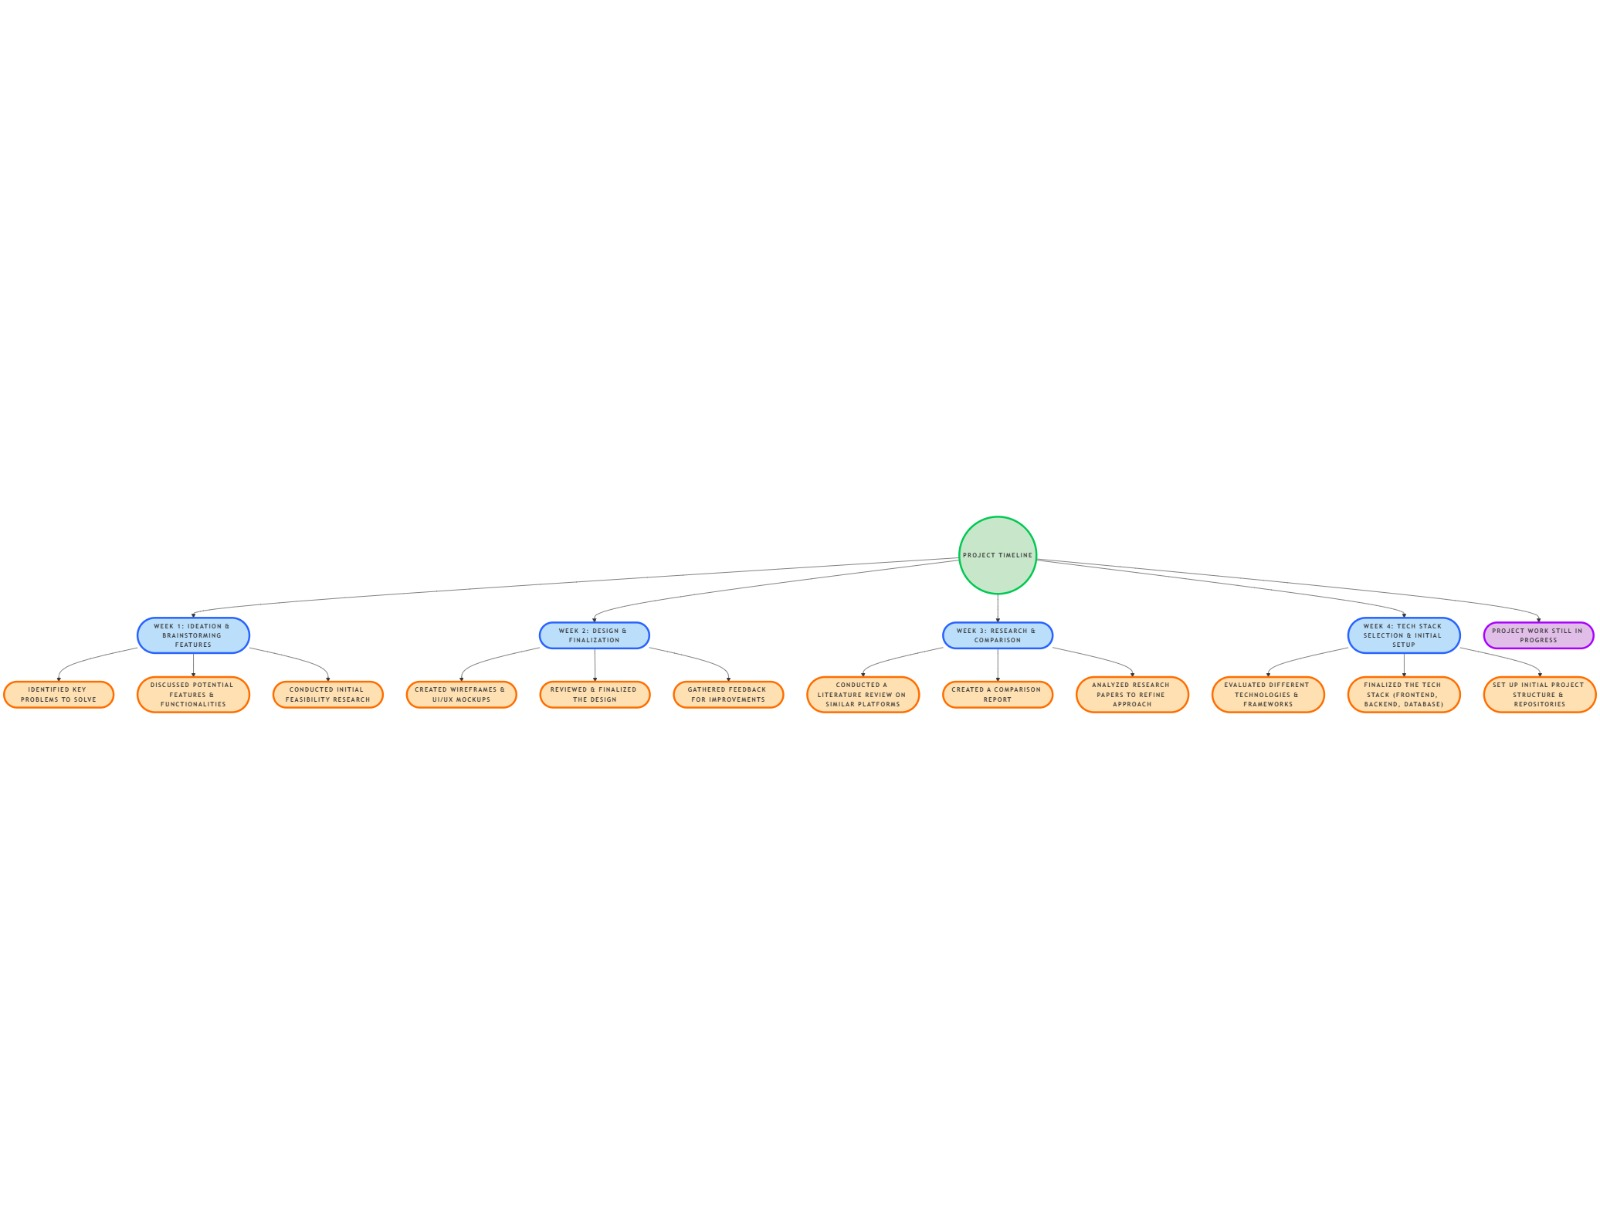 PROJECT TIMELINE
WEEK 1: IDEATION &
BRAINSTORMING
FEATURES
WEEK 2: DESIGN &
FINALIZATION
WEEK 3: RESEARCH &
COMPARISON
WEEK 4: TECH STACK
SELECTION & INITIAL
SETUP
PROJECT WORK STILL IN
PROGRESS
IDENTIFIED KEY
PROBLEMS TO SOLVE
DISCUSSED POTENTIAL
FEATURES &
FUNCTIONALITIES
CONDUCTED INITIAL
FEASIBILITY RESEARCH
CREATED WIREFRAMES &
UI/UX MOCKUPS
REVIEWED & FINALIZED
THE DESIGN
GATHERED FEEDBACK
FOR IMPROVEMENTS
CONDUCTED A
LITERATURE REVIEW ON
SIMILAR PLATFORMS
CREATED A COMPARISON
REPORT
ANALYZED RESEARCH
PAPERS TO REFINE
APPROACH
EVALUATED DIFFERENT
TECHNOLOGIES &
FRAMEWORKS
FINALIZED THE TECH
STACK (FRONTEND,
BACKEND, DATABASE)
SET UP INITIAL PROJECT
STRUCTURE &
REPOSITORIES